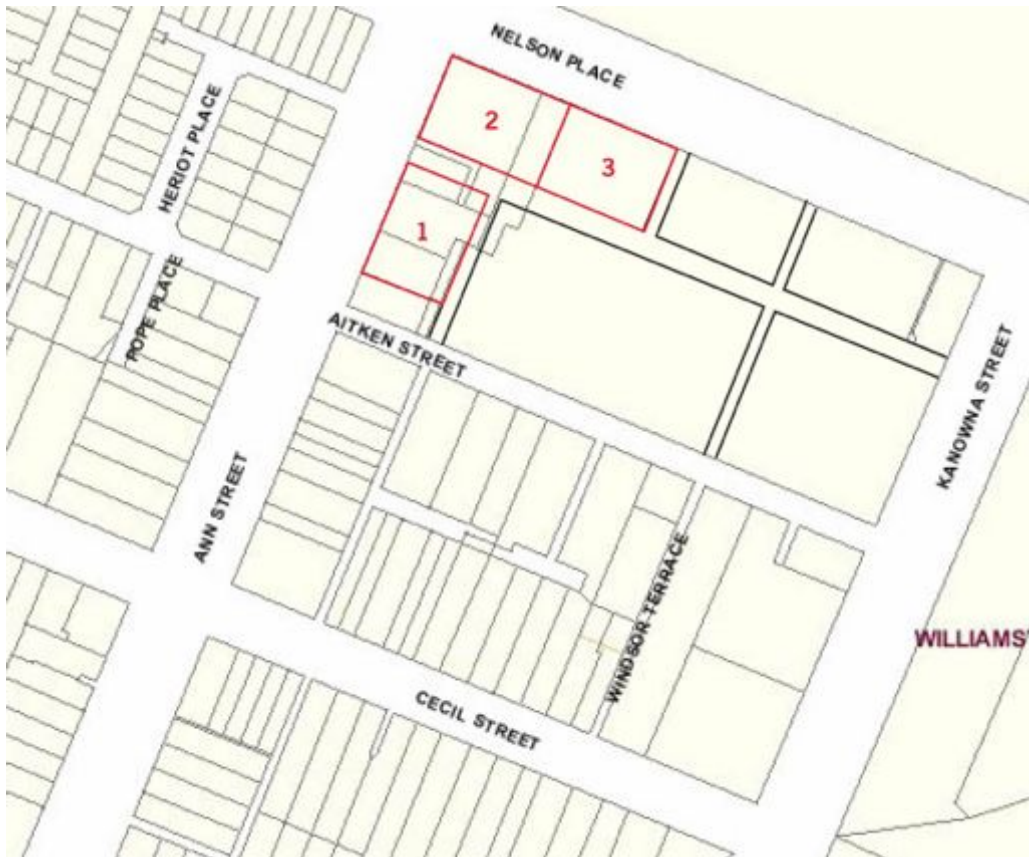 NELSON PLACE
2
3
HERIOT PLACE
1
POPE PLACE
AITKEN STREET
KANOWNA STREET
ANN STREET
WINDSOR TERRACE
WILLIAMS
CECIL STREET